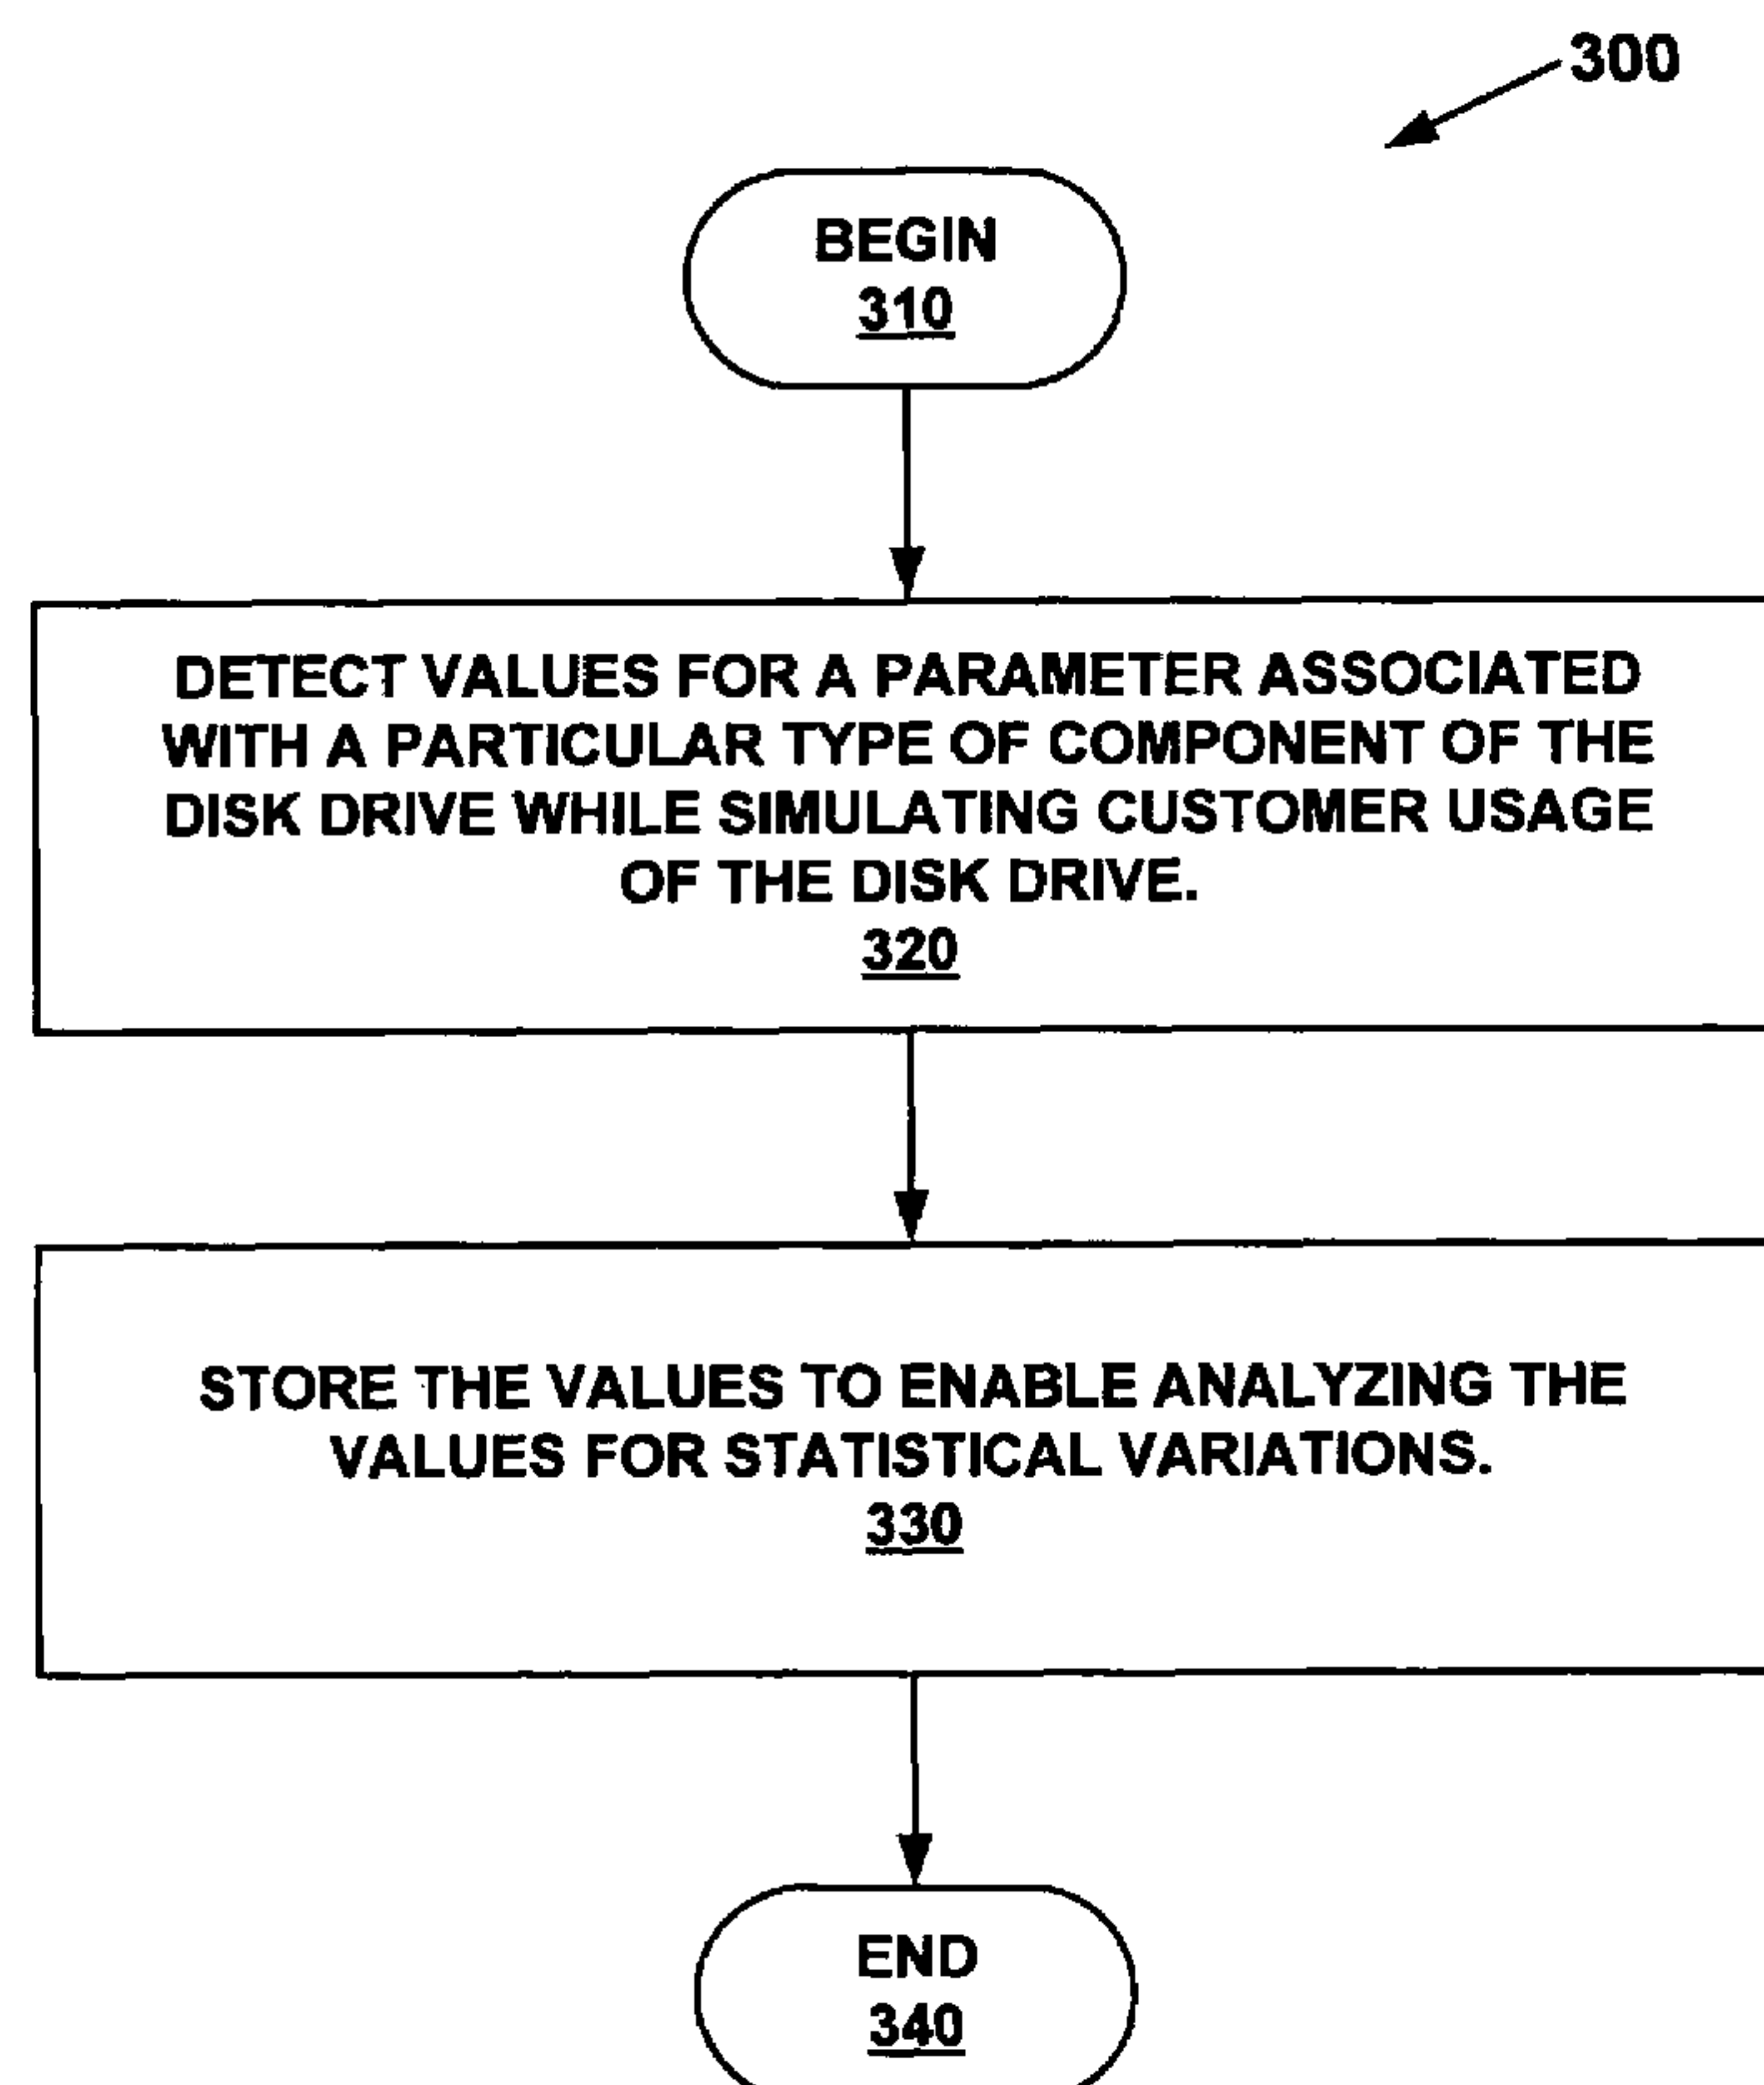 300
BEGIN
310
DETECT VALUES FOR A PARAMETER ASSOCIATED
WITH A PARTICULAR TYPE OF COMPONENT OF THE
DISK DRIVE WHILE SIMULATING CUSTOMER USAGE
OF THE DISK DRIVE.
320
STORE THE VALUES TO ENABLE ANALYZING THE
VALUES FOR STATISTICAL VARIATIONS.
330
END
340